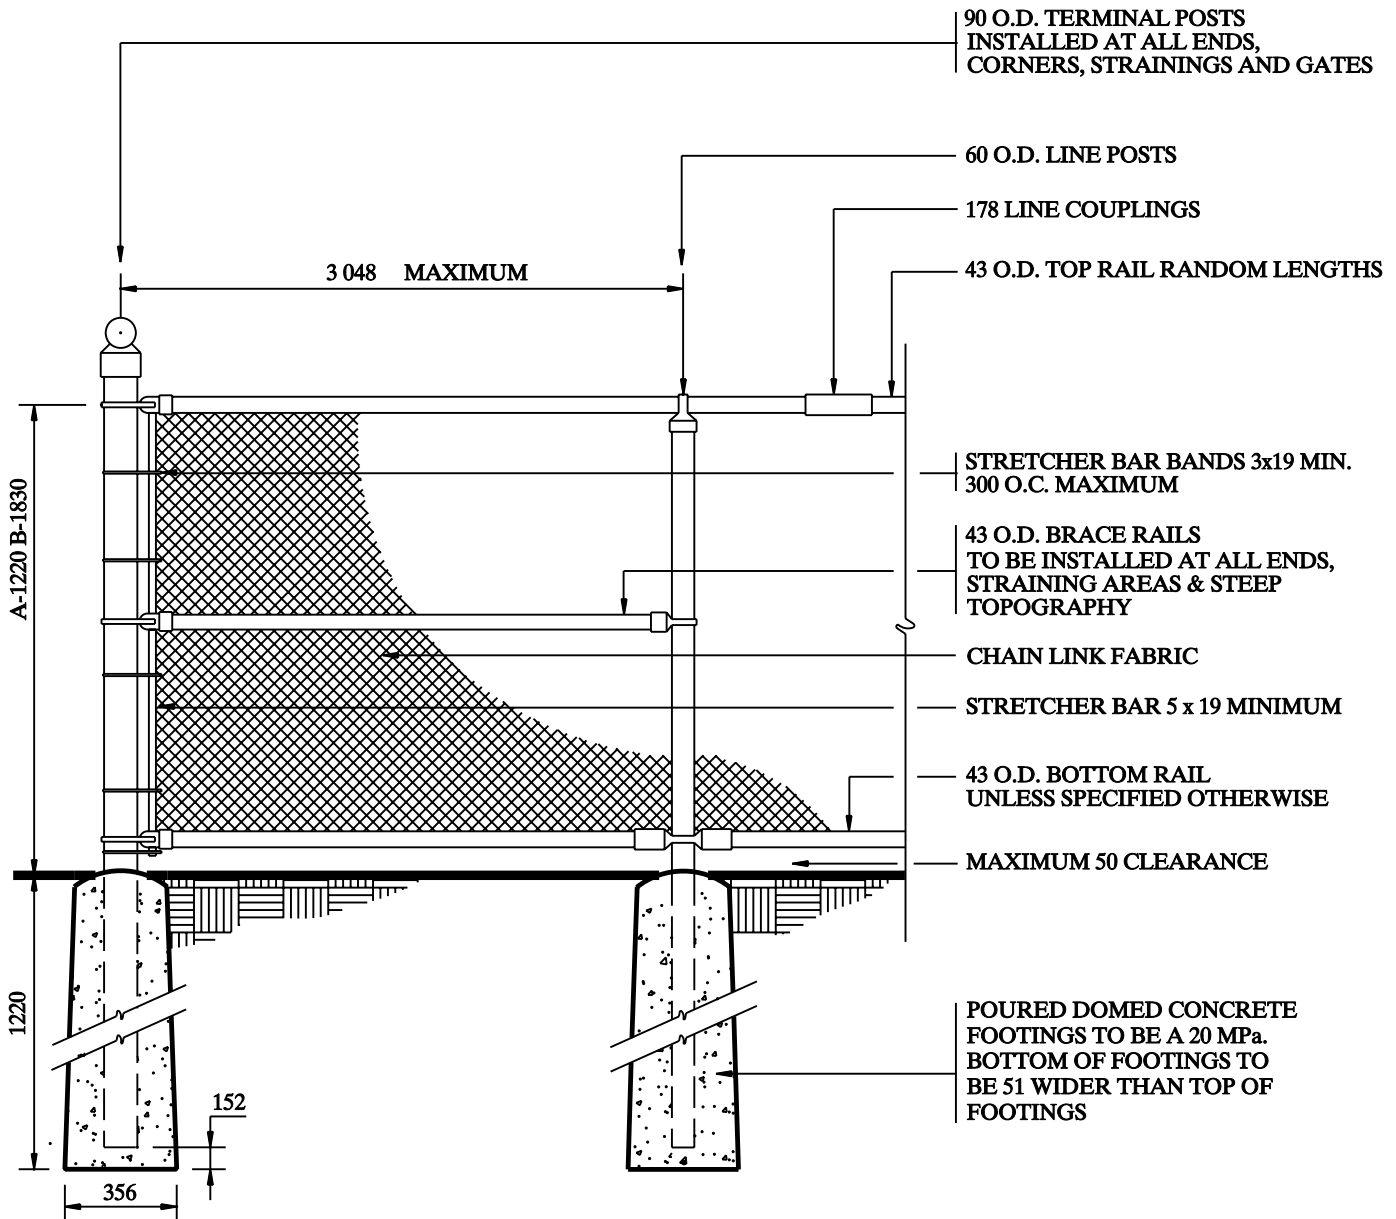 90 O.D. TERMINAL POSTS
INSTALLED AT ALL ENDS,
CORNERS, STRAININGS AND GATES
60 O.D. LINE POSTS
178 LINE COUPLINGS
3 048 MAXIMUM
43 O.D. TOP RAIL RANDOM LENGTHS
STRETCHER BAR BANDS 3x19 MIN.
300 O.C. MAXIMUM
A-1220 B-1830
43 O.D. BRACE RAILS
TO BE INSTALLED AT ALL ENDS,
STRAINING AREAS & STEEP
TOPOGRAPHY
CHAIN LINK FABRIC
STRETCHER BAR 5 x 19 MINIMUM
43 O.D. BOTTOM RAIL
UNLESS SPECIFIED OTHERWISE
MAXIMUM 50 CLEARANCE
1220
POURED DOMED CONCRETE
FOOTINGS TO BE A 20 MPa.
BOTTOM OF FOOTINGS TO
BE 51 WIDER THAN TOP OF
FOOTINGS
152
356